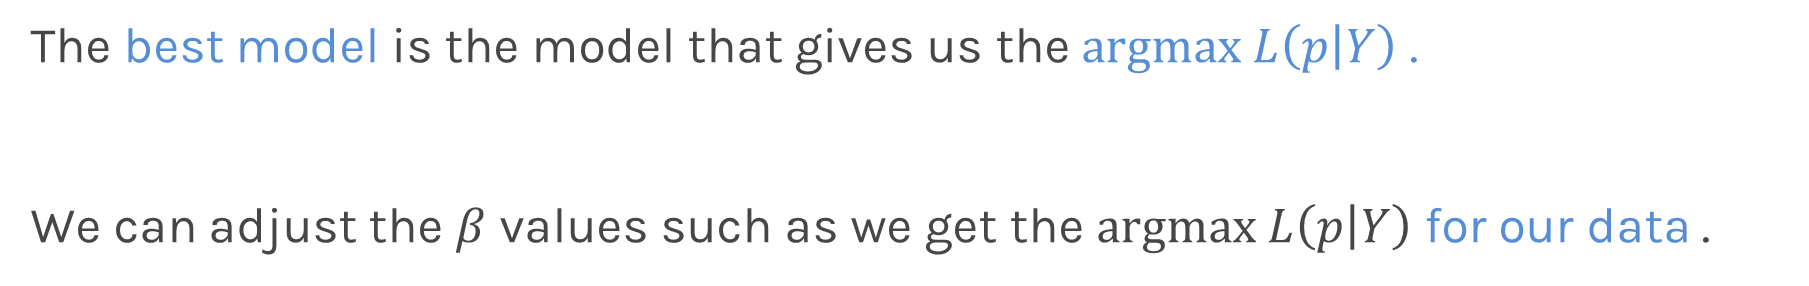 The best model is the model that gives us the argmax L(p|Y) .
We can adjust the β values such as we get the argmax L(p|Y) for our data .